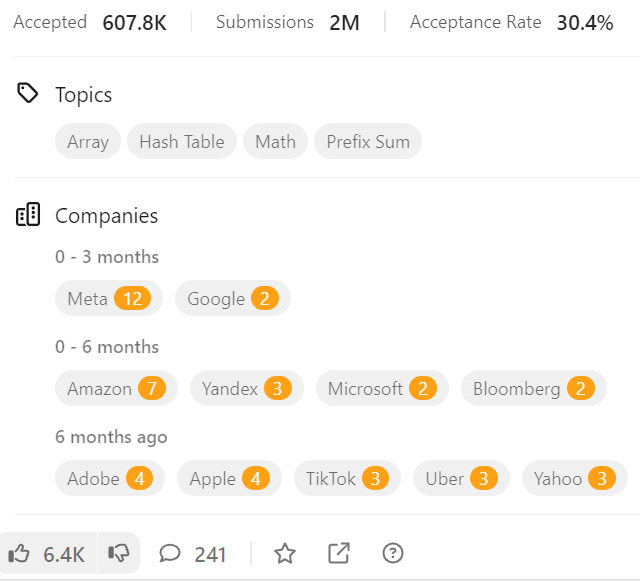 Accepted 607.8K Submissions 2M Acceptance Rate 30.4%
Topics
Array Hash Table Math Prefix Sum
Companies
0 - 3 months
Meta 12 Google 2
0 - 6 months
Amazon 7 Yandex 3 Microsoft 2 Bloomberg 2
6 months ago
Adobe 4 Apple 4 TikTok 3 Uber 3 Yahoo 3
6.4K 241 ?